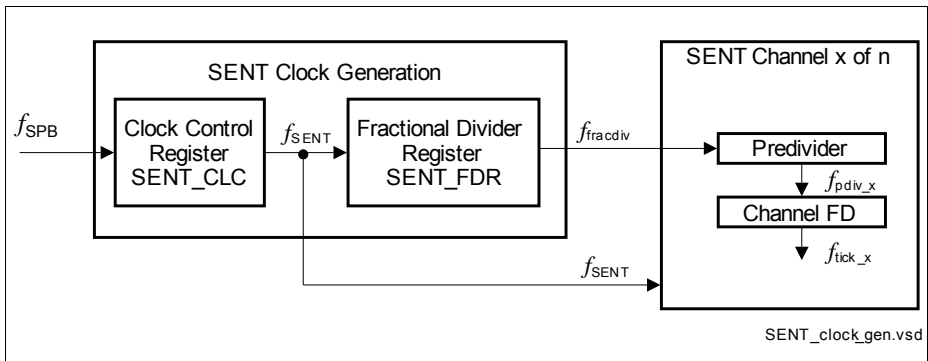 SENT Clock Generation
SENT Channel x of n
fSPB
Clock Control
Register
SENT_CLC
fSENT
Fractional Divider
Register
SENT_FDR
ffracdiv
Predivider
fpdiv_x
Channel FD
ftick_x
fSENT
SENT_clock_gen.vsd